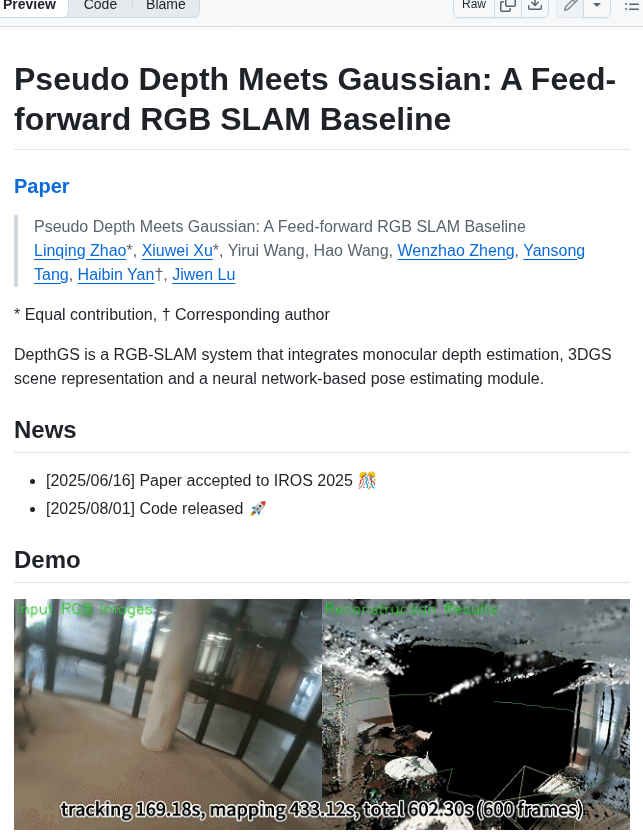 Preview Code Blame Raw
Pseudo Depth Meets Gaussian: A Feed-
forward RGB SLAM Baseline
Paper
Pseudo Depth Meets Gaussian: A Feed-forward RGB SLAM Baseline
Linqing Zhao*, Xiuwei Xu*, Yirui Wang, Hao Wang, Wenzhao Zheng, Yansong
Tang, Haibin Yan†, Jiwen Lu
* Equal contribution, † Corresponding author
DepthGS is a RGB-SLAM system that integrates monocular depth estimation, 3DGS
scene representation and a neural network-based pose estimating module.
News
[2025/06/16] Paper accepted to IROS 2025 🎊
[2025/08/01] Code released 🚀
Demo
Input RGB Images Reconstruction Results
tracking 169.18s, mapping 433.12s, total 602.30s (600 frames)